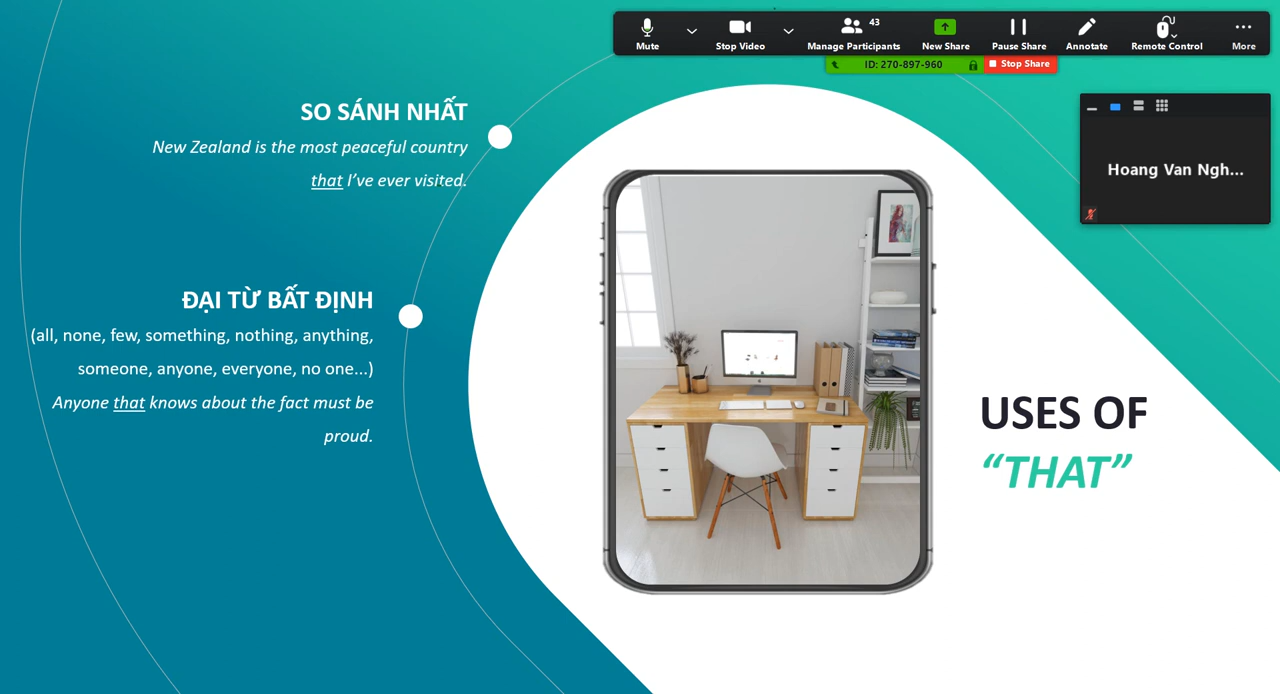 Mute
Stop Video
Manage Participants
43
New Share
Pause Share
Annotate
Remote Control
More
ID: 270-897-960
Stop Share
Hoang Van Ngh...
SO SÁNH NHẤT
New Zealand is the most peaceful country
that I’ve ever visited.
ĐẠI TỪ BẤT ĐỊNH
(all, none, few, something, nothing, anything,
someone, anyone, everyone, no one...)
Anyone that knows about the fact must be
proud.
USES OF
“THAT”